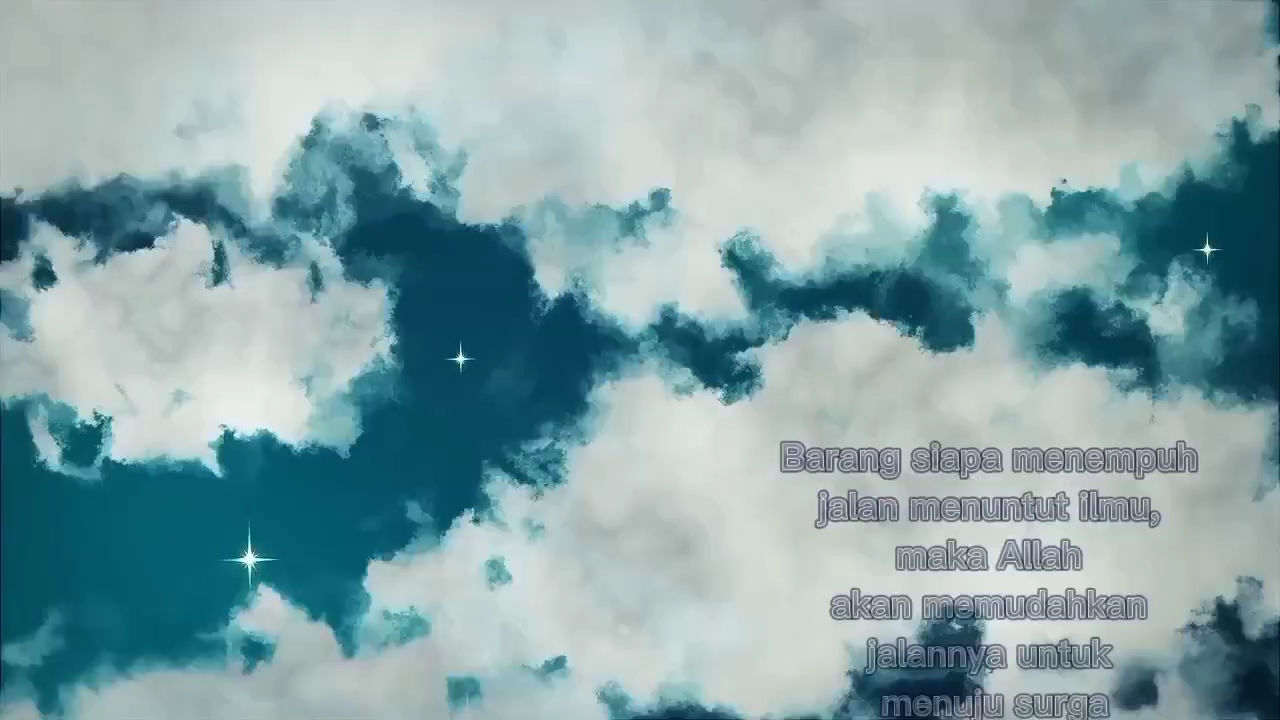 Barang siapa menempuh
jalan menuntut ilmu,
maka Allah
akan memudahkan
jalannya untuk
menuju surga